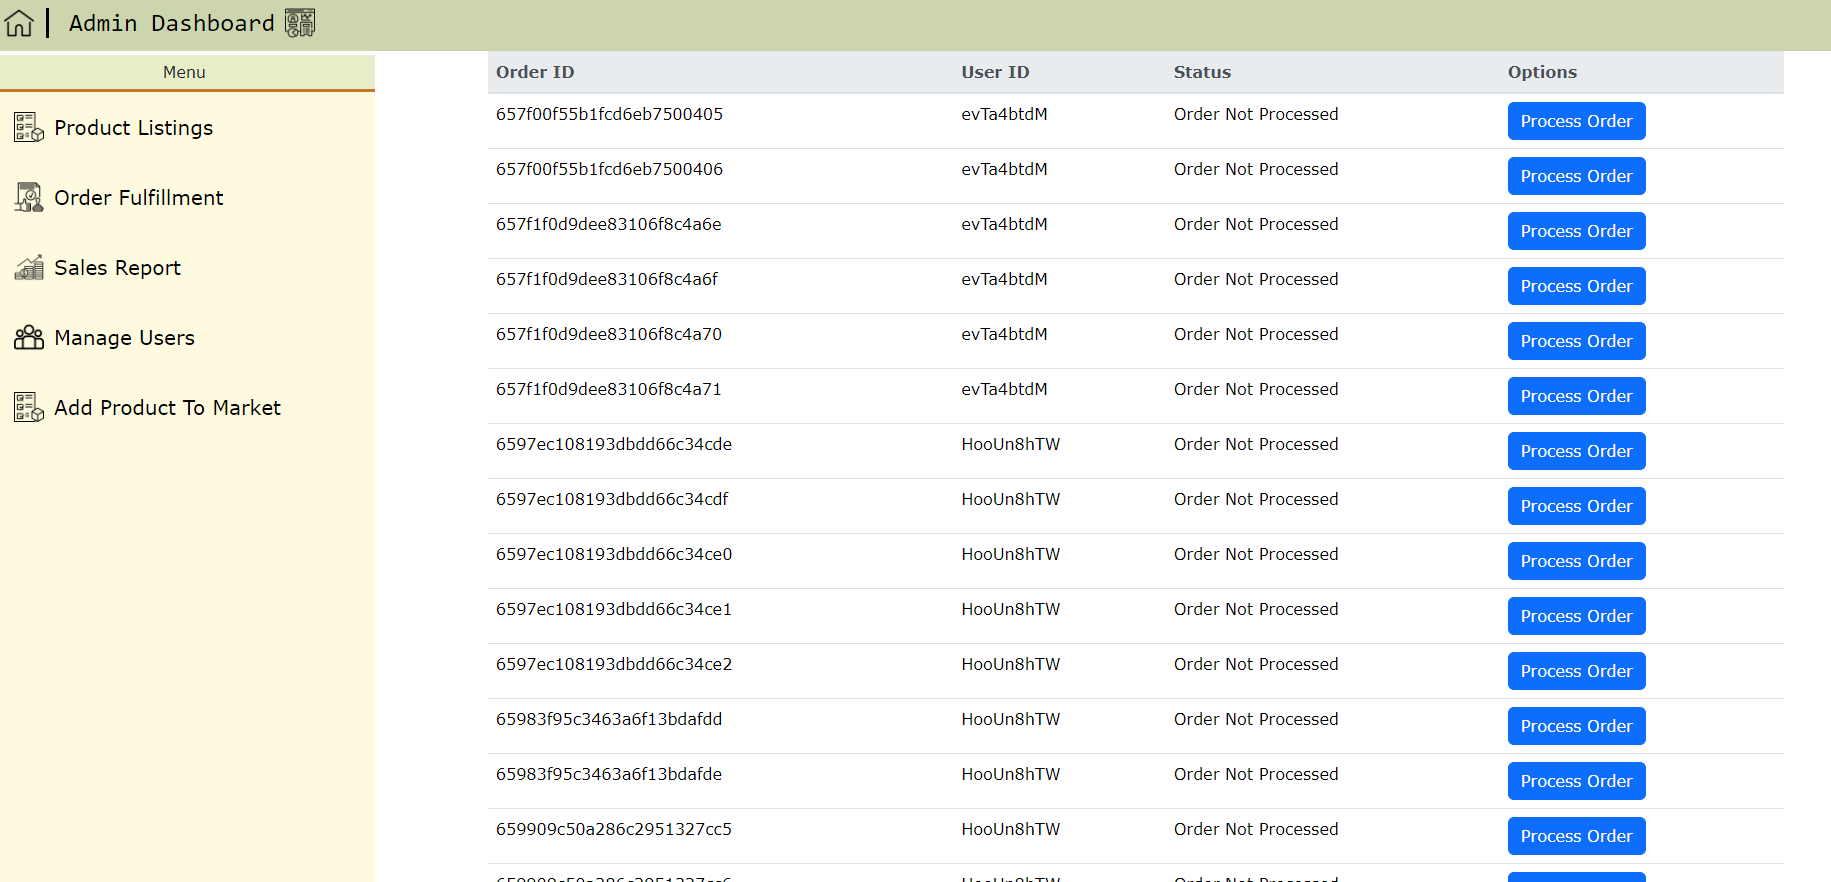 Admin Dashboard
Menu
Product Listings
Order Fulfillment
Sales Report
Manage Users
Add Product To Market
Order ID User ID Status Options
657f00f55b1fcd6eb7500405 evTa4btdM Order Not Processed Process Order
657f00f55b1fcd6eb7500406 evTa4btdM Order Not Processed Process Order
657f1f0d9dee83106f8c4a6e evTa4btdM Order Not Processed Process Order
657f1f0d9dee83106f8c4a6f evTa4btdM Order Not Processed Process Order
657f1f0d9dee83106f8c4a70 evTa4btdM Order Not Processed Process Order
657f1f0d9dee83106f8c4a71 evTa4btdM Order Not Processed Process Order
6597ec108193dbdd66c34cde HooUn8hTW Order Not Processed Process Order
6597ec108193dbdd66c34cdf HooUn8hTW Order Not Processed Process Order
6597ec108193dbdd66c34ce0 HooUn8hTW Order Not Processed Process Order
6597ec108193dbdd66c34ce1 HooUn8hTW Order Not Processed Process Order
6597ec108193dbdd66c34ce2 HooUn8hTW Order Not Processed Process Order
65983f95c3463a6f13bdafdd HooUn8hTW Order Not Processed Process Order
65983f95c3463a6f13bdafde HooUn8hTW Order Not Processed Process Order
659909c50a286c2951327cc5 HooUn8hTW Order Not Processed Process Order